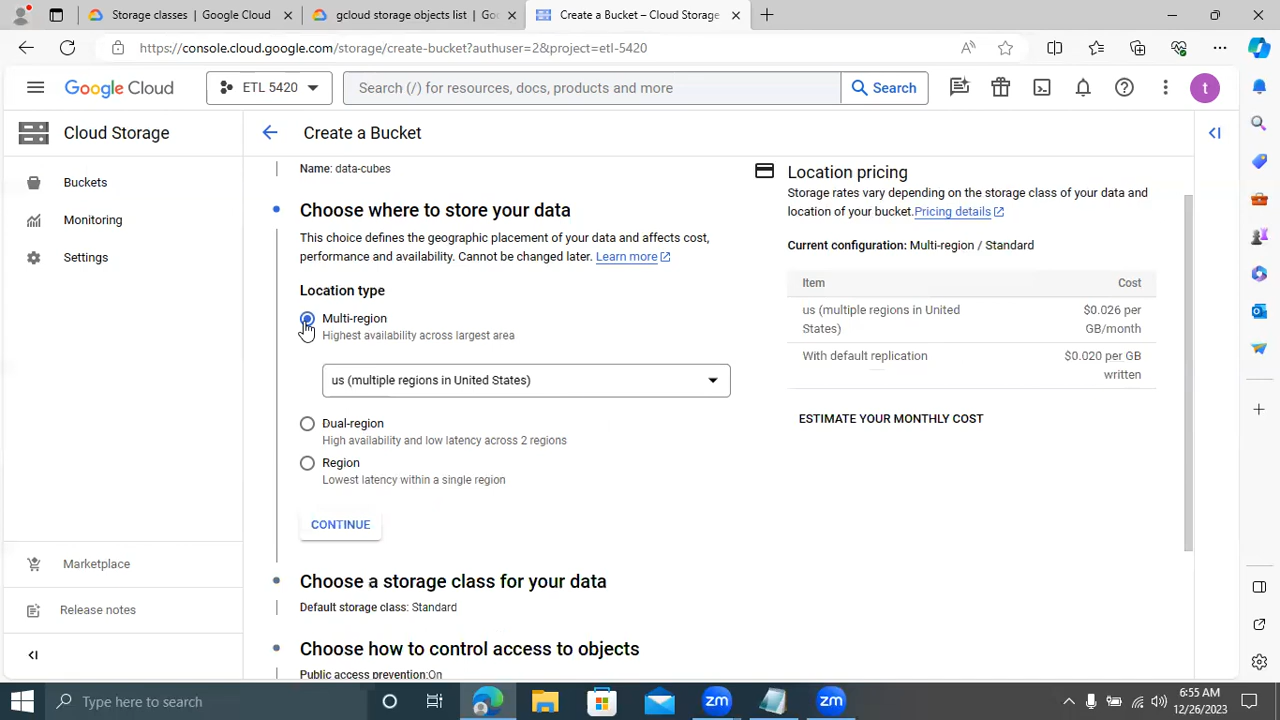 Storage classes | Google Cloud
gcloud storage objects list | Goo
Create a Bucket – Cloud Storage
https://console.cloud.google.com/storage/create-bucket?authuser=2&project=etl-5420
Google Cloud
ETL 5420
Search (/) for resources, docs, products and more
Search
t
Cloud Storage
Create a Bucket
Buckets
Monitoring
Settings
Marketplace
Release notes
Name: data-cubes
Choose where to store your data
This choice defines the geographic placement of your data and affects cost,
performance and availability. Cannot be changed later. Learn more
Location type
Multi-region
Highest availability across largest area
us (multiple regions in United States)
Dual-region
High availability and low latency across 2 regions
Region
Lowest latency within a single region
CONTINUE
Choose a storage class for your data
Default storage class: Standard
Choose how to control access to objects
Public access prevention:On
Location pricing
Storage rates vary depending on the storage class of your data and
location of your bucket.Pricing details
Current configuration: Multi-region / Standard
Item Cost
us (multiple regions in United States) $0.026 per GB/month
With default replication $0.020 per GB written
ESTIMATE YOUR MONTHLY COST
Type here to search
zm
zm
6:55 AM
12/26/2023